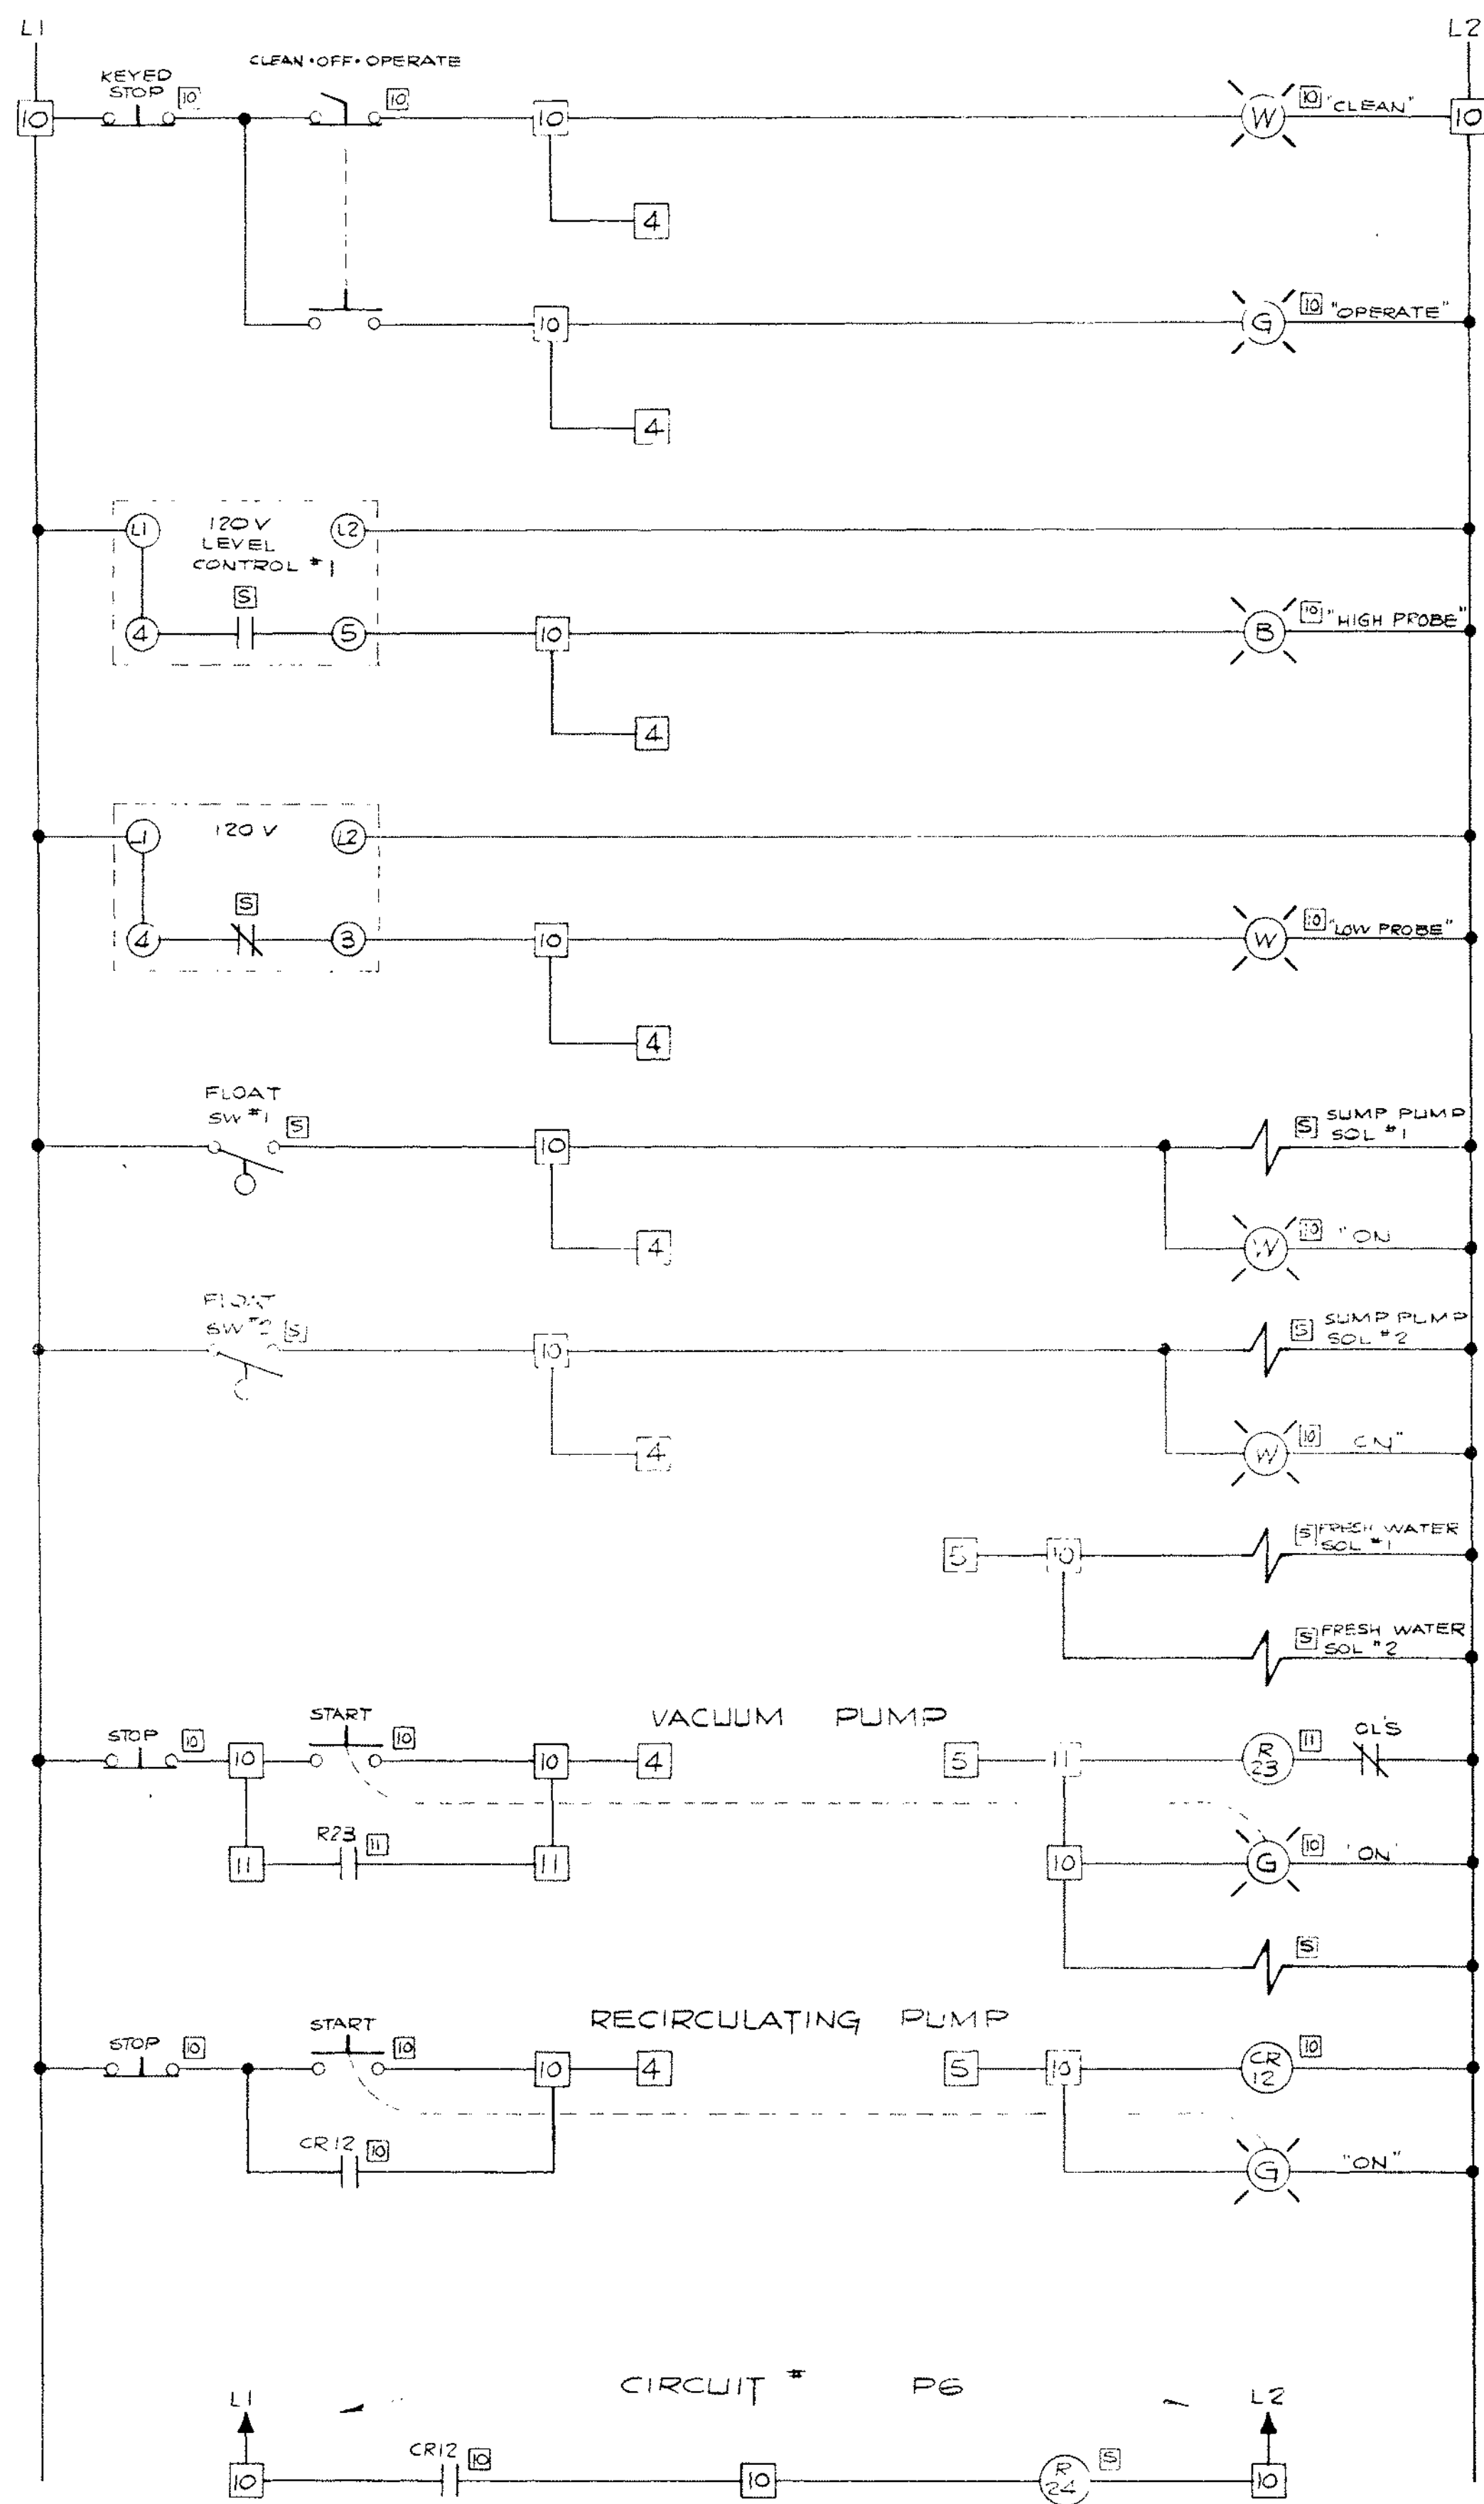 L1
L2
KEYED
STOP 10
CLEAN·OFF·OPERATE
10
10
10
W
10 "CLEAN"
10
4
10
G
10 "OPERATE"
4
L1
120 V
LEVEL
CONTROL #1
L2
S
4
5
10
B
10 "HIGH PROBE"
4
L1
120 V
L2
S
4
3
10
W
10 "LOW PROBE"
4
FLOAT
SW #1 S
10
S SUMP PUMP
SOL #1
4
W
10 "ON
FLOAT
SW #2 S
10
S SUMP PUMP
SOL #2
4
W
10 ON"
5
10
S FRESH WATER
SOL #1
S FRESH WATER
SOL #2
VACUUM PUMP
STOP 10
10
START 10
10
4
5
11
R
23
11
OL'S
11
R23 11
11
10
G
10 'ON'
S
RECIRCULATING PUMP
STOP 10
START 10
10
4
5
10
CR
12
10
CR12 10
G
"ON"
CIRCUIT # P6
L1
L2
10
CR12 10
10
R
24
S
10